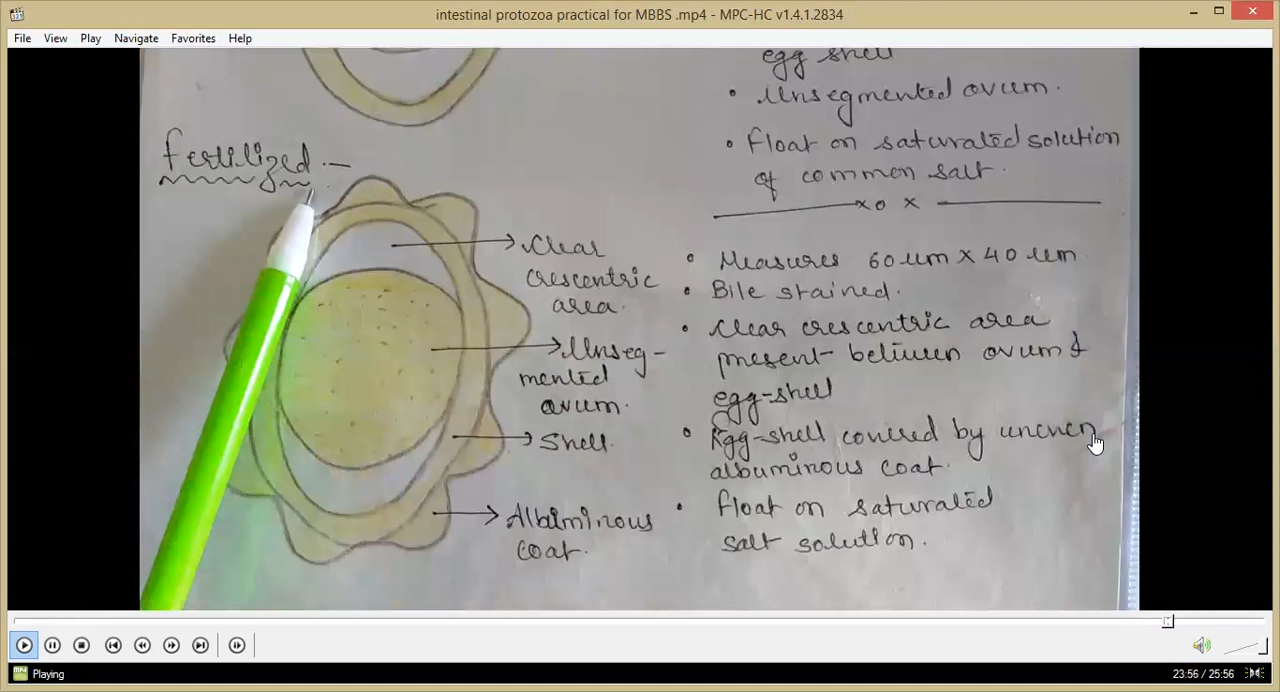 intestinal protozoa practical for MBBS .mp4 - MPC-HC v1.4.1.2834
File View Play Navigate Favorites Help
egg shell
• Unsegmented ovum.
• Float on saturated solution
of common salt.
x o x
Fertilized :-
Clear
crescentric
area.
Unseg-
mented
ovum.
Shell.
Albuminous
coat.
• Measures 60 um x 40 um.
• Bile stained.
• Clear crescentric area
present between ovum &
egg-shell
• Egg-shell covered by uneven
albuminous coat.
• Float on saturated
salt solution.
Playing
23:56 / 25:56